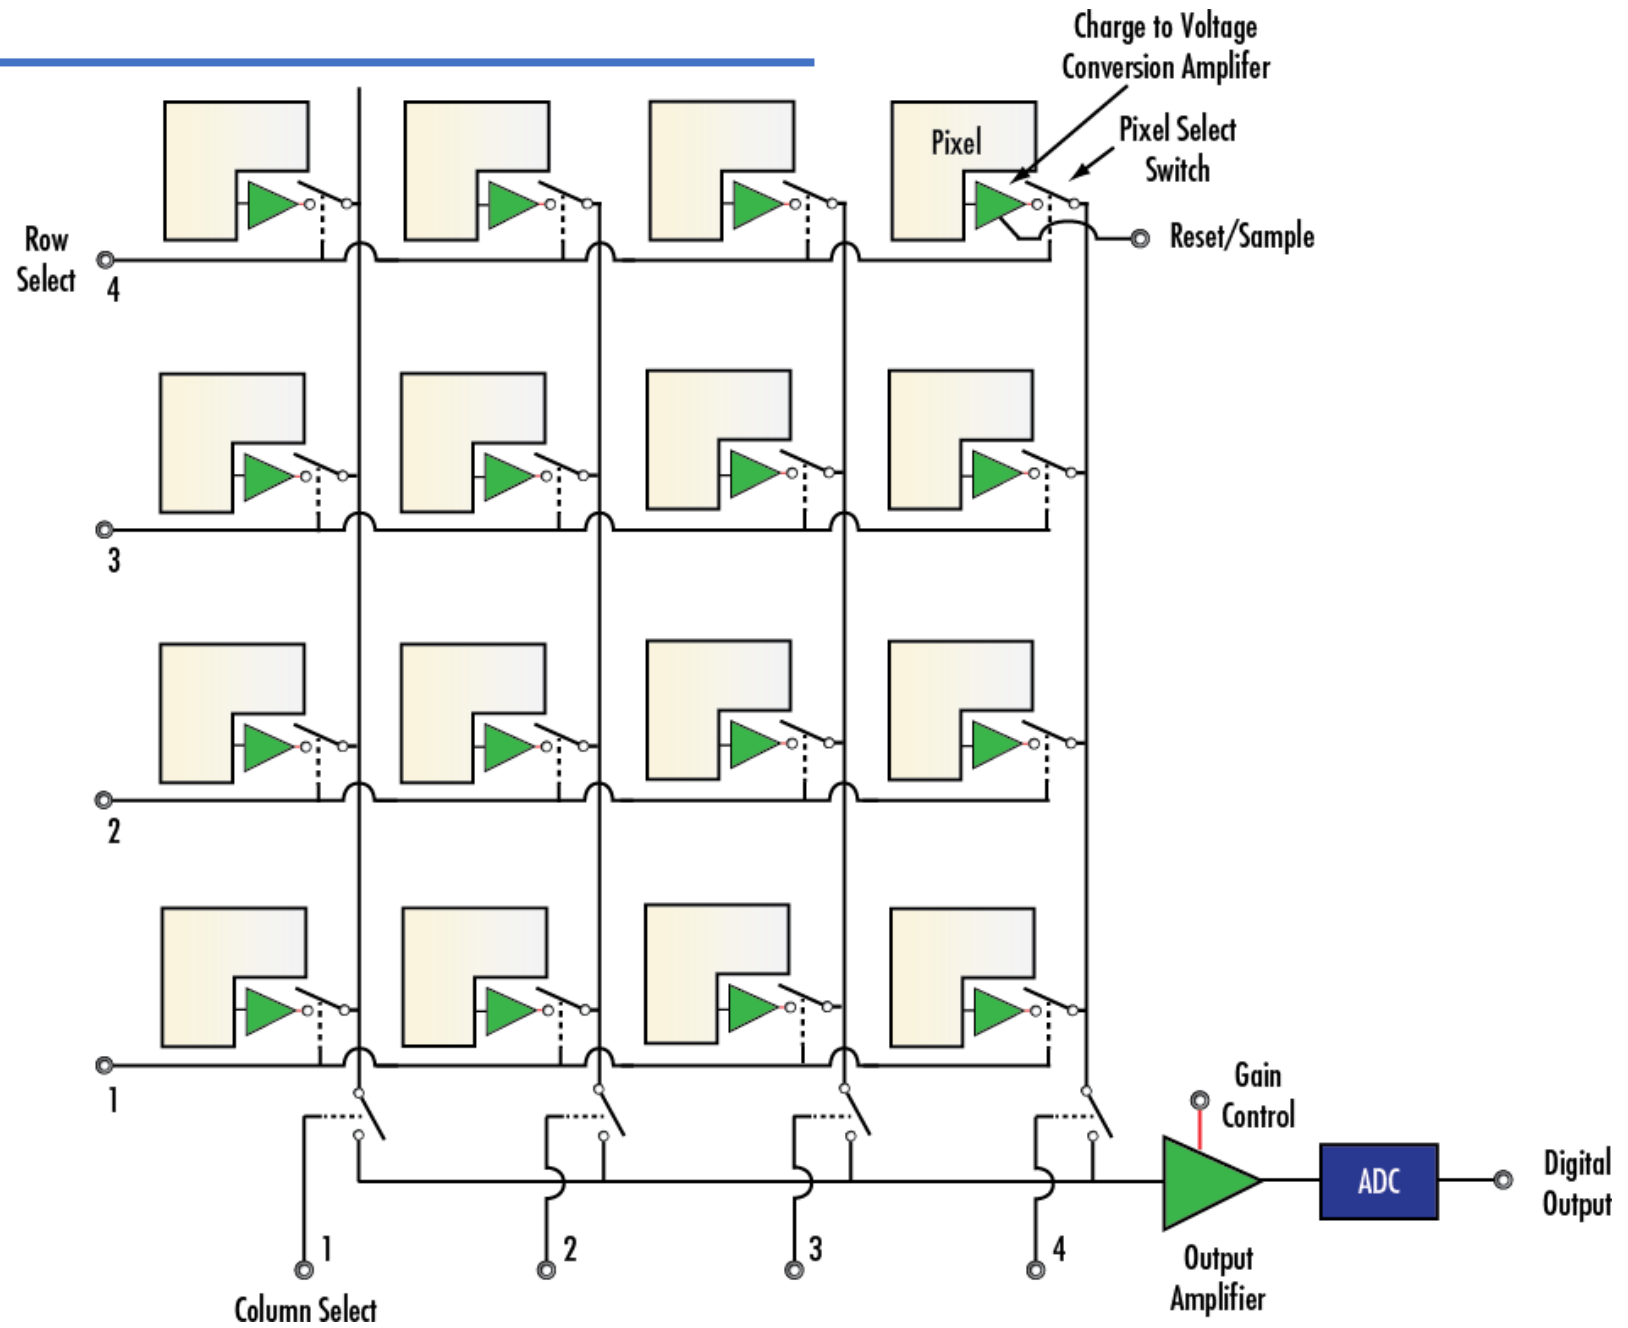 Charge to Voltage
Conversion Amplifer
Pixel
Pixel Select
Switch
Reset/Sample
Row
Select
4
3
2
1
Gain
Control
ADC
Digital
Output
1
2
3
4
Output
Amplifier
Column Select